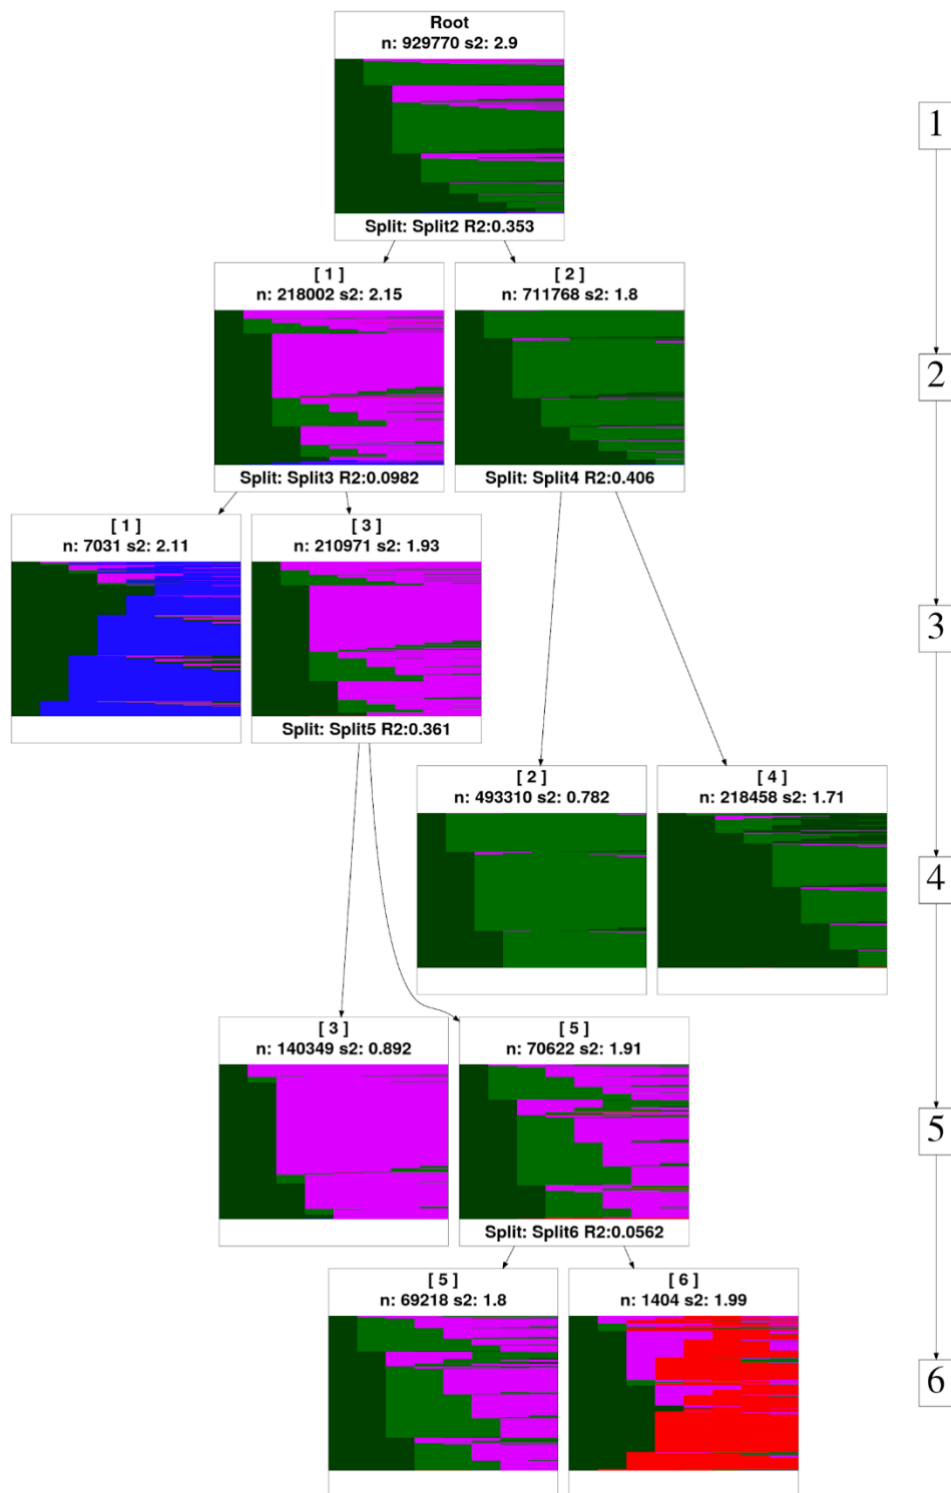 Root
n: 929770 s2: 2.9
Split: Split2 R2:0.353
1
[ 1 ]
n: 218002 s2: 2.15
Split: Split3 R2:0.0982
[ 2 ]
n: 711768 s2: 1.8
Split: Split4 R2:0.406
2
[ 1 ]
n: 7031 s2: 2.11
[ 3 ]
n: 210971 s2: 1.93
Split: Split5 R2:0.361
3
[ 2 ]
n: 493310 s2: 0.782
[ 4 ]
n: 218458 s2: 1.71
4
[ 3 ]
n: 140349 s2: 0.892
[ 5 ]
n: 70622 s2: 1.91
Split: Split6 R2:0.0562
5
[ 5 ]
n: 69218 s2: 1.8
[ 6 ]
n: 1404 s2: 1.99
6